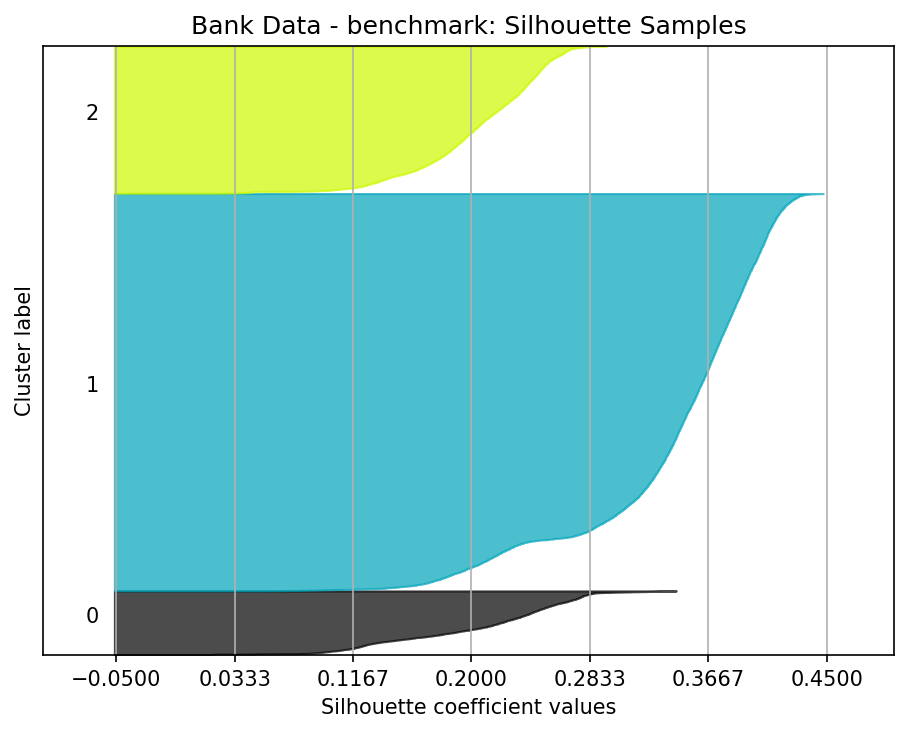 Bank Data - benchmark: Silhouette Samples
2
1
0
Cluster label
−0.0500 0.0333 0.1167 0.2000 0.2833 0.3667 0.4500
Silhouette coefficient values